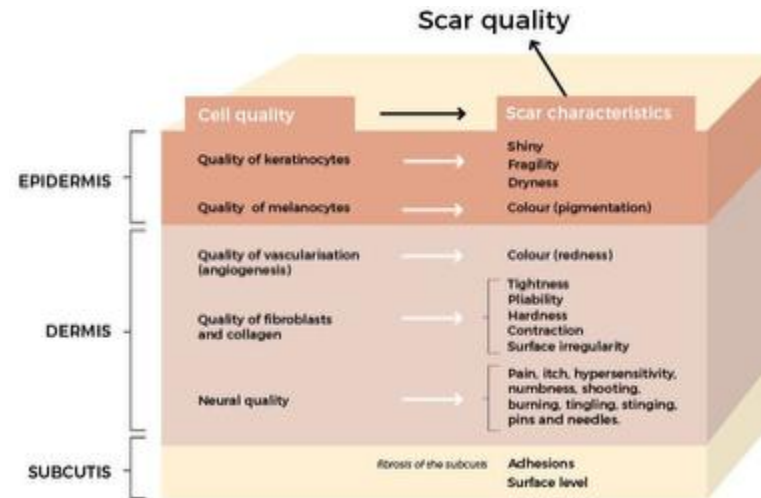 Scar quality
Cell quality
Scar characteristics
EPIDERMIS
Quality of keratinocytes
Shiny
Fragility
Dryness
Quality of melanocytes
Colour (pigmentation)
DERMIS
Quality of vascularisation
(angiogenesis)
Colour (redness)
Quality of fibroblasts
and collagen
Tightness
Pliability
Hardness
Contraction
Surface irregularity
Neural quality
Pain, itch, hypersensitivity,
numbness, shooting,
burning, tingling, stinging,
pins and needles.
SUBCUTIS
fibrosis of the subcutis
Adhesions
Surface level